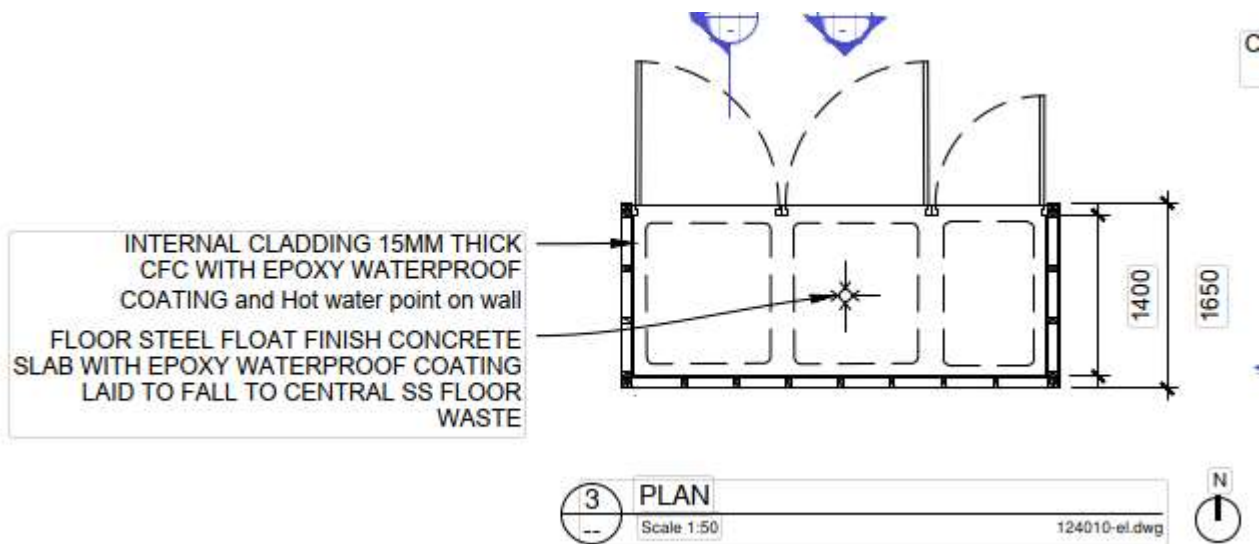 -
-
C
INTERNAL CLADDING 15MM THICK
CFC WITH EPOXY WATERPROOF
COATING and Hot water point on wall
FLOOR STEEL FLOAT FINISH CONCRETE
SLAB WITH EPOXY WATERPROOF COATING
LAID TO FALL TO CENTRAL SS FLOOR
WASTE
1400
1650
3
--
PLAN
Scale 1:50
124010-el.dwg
N